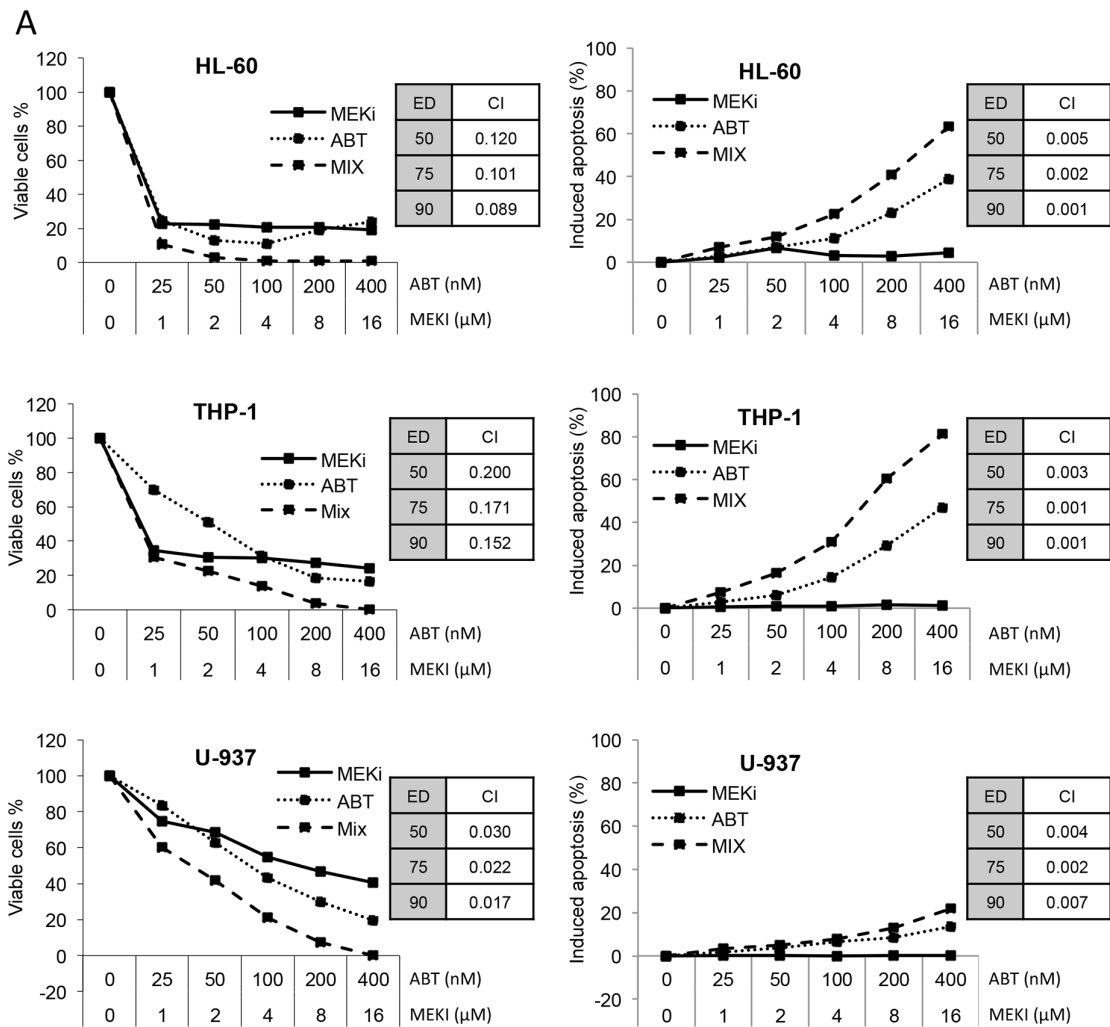 A
HL-60
Viable cells %
120
100
80
60
40
20
0
MEKi
ABT
MIX
ED CI
50 0.120
75 0.101
90 0.089
0 25 50 100 200 400 ABT (nM)
0 1 2 4 8 16 MEKI (µM)
HL-60
Induced apoptosis (%)
100
80
60
40
20
0
MEKi
ABT
MIX
ED CI
50 0.005
75 0.002
90 0.001
0 25 50 100 200 400 ABT (nM)
0 1 2 4 8 16 MEKI (µM)
THP-1
Viable cells %
120
100
80
60
40
20
0
MEKi
ABT
Mix
ED CI
50 0.200
75 0.171
90 0.152
0 25 50 100 200 400 ABT (nM)
0 1 2 4 8 16 MEKI (µM)
THP-1
Induced apoptosis (%)
100
80
60
40
20
0
MEKi
ABT
MIX
ED CI
50 0.003
75 0.001
90 0.001
0 25 50 100 200 400 ABT (nM)
0 1 2 4 8 16 MEKI (µM)
U-937
Viable cells %
120
100
80
60
40
20
0
-20
MEKi
ABT
Mix
ED CI
50 0.030
75 0.022
90 0.017
0 25 50 100 200 400 ABT (nM)
0 1 2 4 8 16 MEKI (µM)
U-937
Induced apoptosis (%)
100
80
60
40
20
0
-20
MEKi
ABT
MIX
ED CI
50 0.004
75 0.002
90 0.007
0 25 50 100 200 400 ABT (nM)
0 1 2 4 8 16 MEKI (µM)